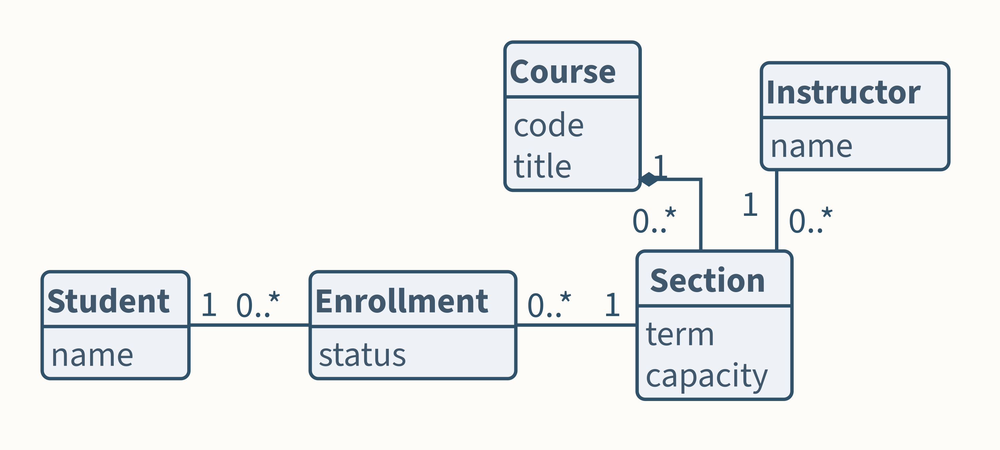 Course
code
title
1
0..*
Instructor
name
1
0..*
Student
name
1
0..*
Enrollment
status
0..*
1
Section
term
capacity